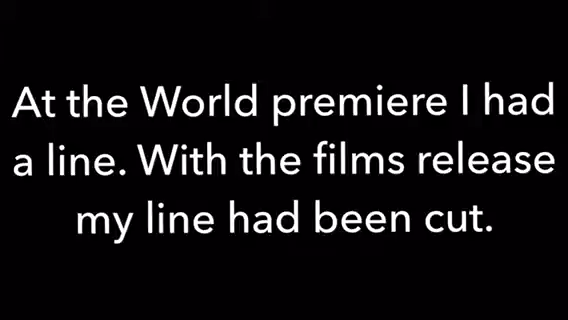 At the World premiere I had
a line. With the films release
my line had been cut.